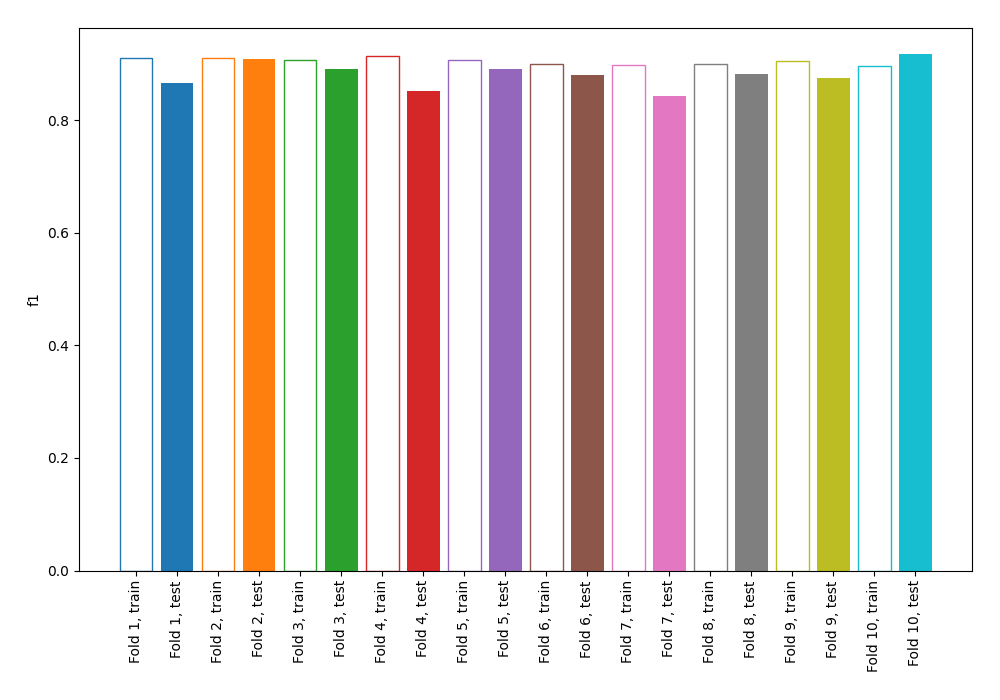 f1
0.8
0.6
0.4
0.2
0.0
Fold 1, train
Fold 1, test
Fold 2, train
Fold 2, test
Fold 3, train
Fold 3, test
Fold 4, train
Fold 4, test
Fold 5, train
Fold 5, test
Fold 6, train
Fold 6, test
Fold 7, train
Fold 7, test
Fold 8, train
Fold 8, test
Fold 9, train
Fold 9, test
Fold 10, train
Fold 10, test